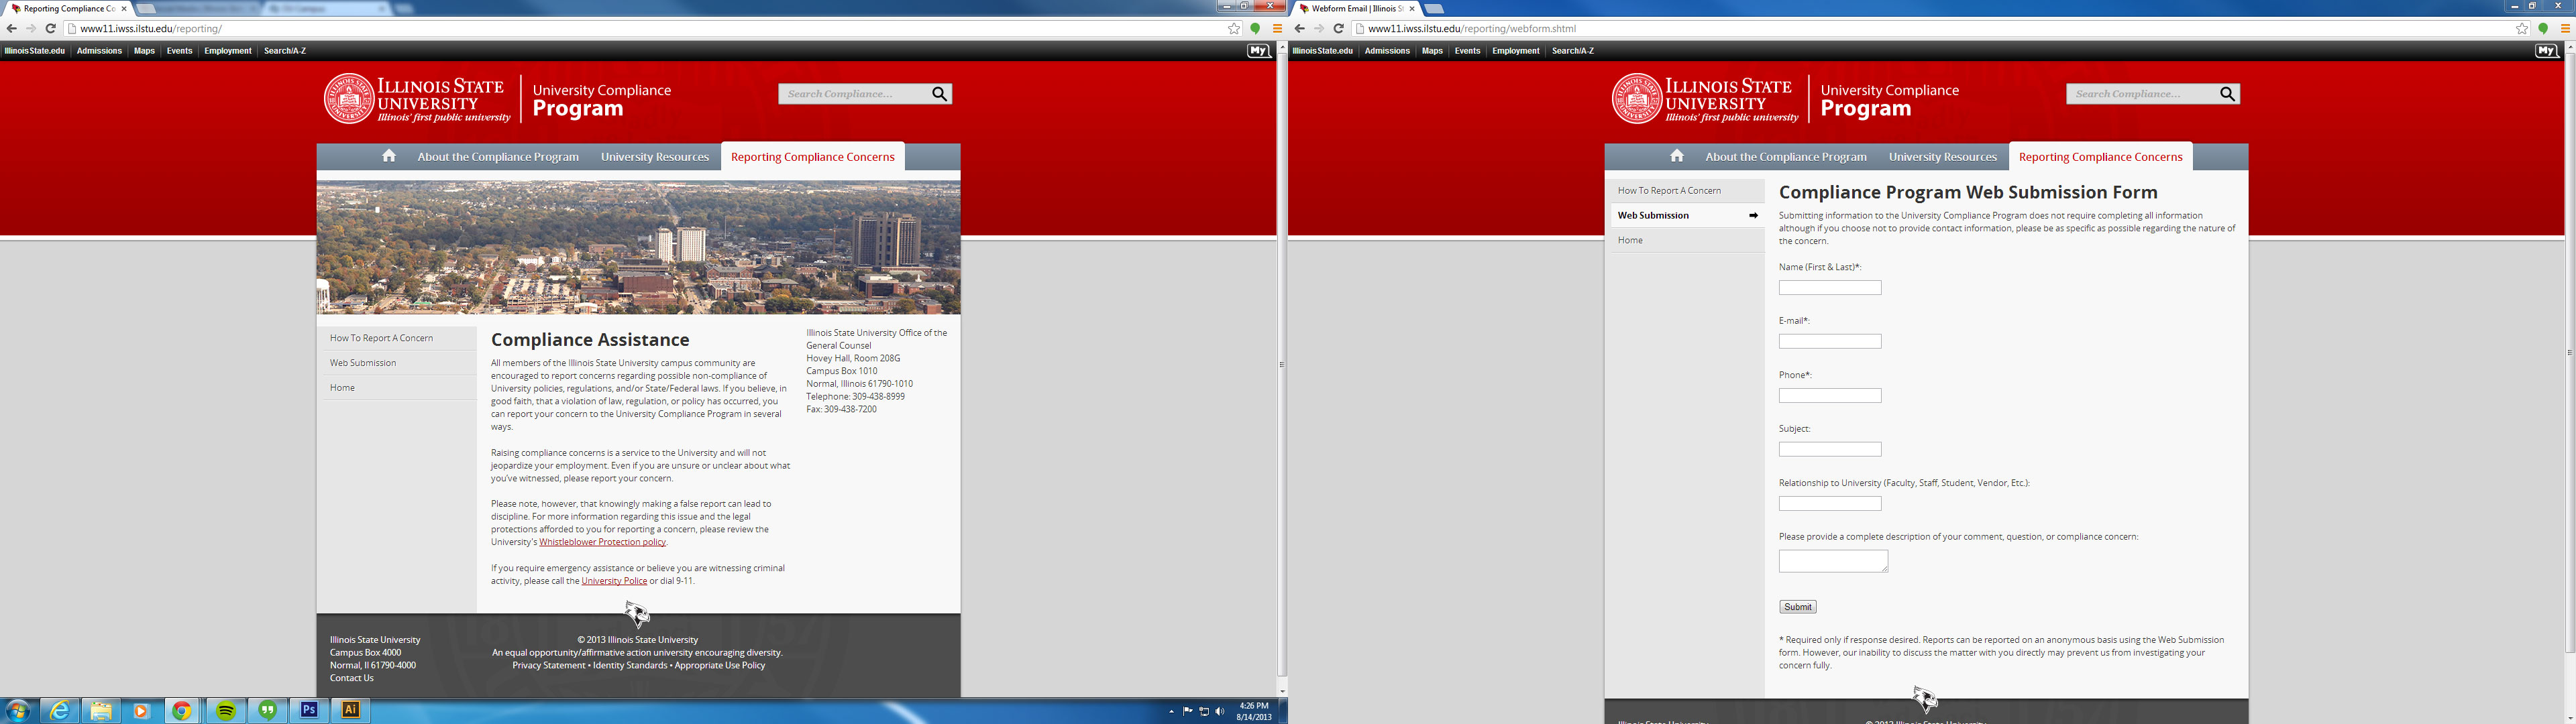 Reporting Compliance Co
www11.iwss.ilstu.edu/reporting/
IllinoisState.edu Admissions Maps Events Employment Search/A-Z
My
ILLINOIS STATE
UNIVERSITY
Illinois' first public university
University Compliance
Program
Search Compliance...
About the Compliance Program University Resources Reporting Compliance Concerns
How To Report A Concern
Web Submission
Home
Compliance Assistance
All members of the Illinois State University campus community are
encouraged to report concerns regarding possible non-compliance of
University policies, regulations, and/or State/Federal laws. If you believe, in
good faith, that a violation of law, regulation, or policy has occurred, you
can report your concern to the University Compliance Program in several
ways.
Raising compliance concerns is a service to the University and will not
jeopardize your employment. Even if you are unsure or unclear about what
you've witnessed, please report your concern.
Please note, however, that knowingly making a false report can lead to
discipline. For more information regarding this issue and the legal
protections afforded to you for reporting a concern, please review the
University's Whistleblower Protection policy.
If you require emergency assistance or believe you are witnessing criminal
activity, please call the University Police or dial 9-11.
Illinois State University Office of the
General Counsel
Hovey Hall, Room 208G
Campus Box 1010
Normal, Illinois 61790-1010
Telephone: 309-438-8999
Fax: 309-438-7200
Illinois State University
Campus Box 4000
Normal, Il 61790-4000
Contact Us
© 2013 Illinois State University
An equal opportunity/affirmative action university encouraging diversity.
Privacy Statement • Identity Standards • Appropriate Use Policy
Ps
Ai
4:26 PM
8/14/2013
Webform Email | Illinois St
www11.iwss.ilstu.edu/reporting/webform.shtml
IllinoisState.edu Admissions Maps Events Employment Search/A-Z
My
ILLINOIS STATE
UNIVERSITY
Illinois' first public university
University Compliance
Program
Search Compliance...
About the Compliance Program University Resources Reporting Compliance Concerns
How To Report A Concern
Web Submission
Home
Compliance Program Web Submission Form
Submitting information to the University Compliance Program does not require completing all information
although if you choose not to provide contact information, please be as specific as possible regarding the nature of
the concern.
Name (First & Last)*:
E-mail*:
Phone*:
Subject:
Relationship to University (Faculty, Staff, Student, Vendor, Etc.):
Please provide a complete description of your comment, question, or compliance concern:
Submit
* Required only if response desired. Reports can be reported on an anonymous basis using the Web Submission
form. However, our inability to discuss the matter with you directly may prevent us from investigating your
concern fully.